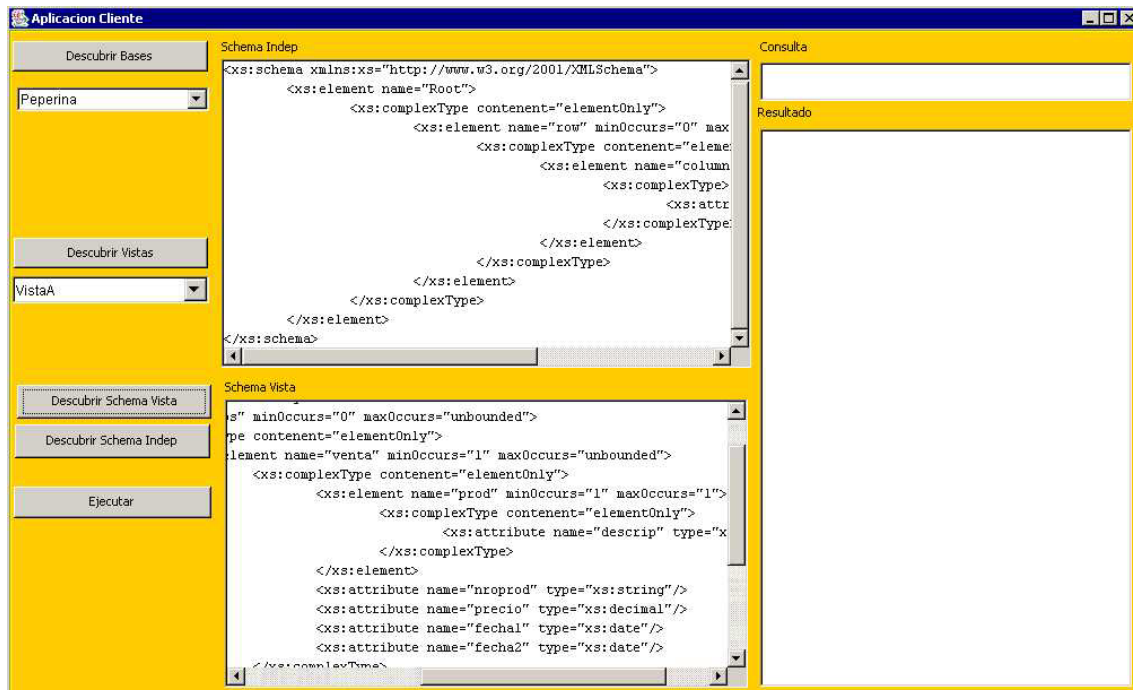 Aplicacion Cliente
Descubrir Bases
Peperina
Descubrir Vistas
VistaA
Descubrir Schema Vista
Descubrir Schema Indep
Ejecutar
Schema Indep
<xs:schema xmlns:xs="http://www.w3.org/2001/XMLSchema">
<xs:element name="Root">
<xs:complexType contenent="elementOnly">
<xs:element name="row" minOccurs="0" max
<xs:complexType contenent="eleme
<xs:element name="column
<xs:complexType>
<xs:attr
</xs:complexType
</xs:element>
</xs:complexType>
</xs:element>
</xs:complexType>
</xs:element>
</xs:schema>
Schema Vista
s" minOccurs="0" maxOccurs="unbounded">
ype contenent="elementOnly">
element name="venta" minOccurs="1" maxOccurs="unbounded">
<xs:complexType contenent="elementOnly">
<xs:element name="prod" minOccurs="1" maxOccurs="1">
<xs:complexType contenent="elementOnly">
<xs:attribute name="descrip" type="x
</xs:complexType>
</xs:element>
<xs:attribute name="nroprod" type="xs:string"/>
<xs:attribute name="precio" type="xs:decimal"/>
<xs:attribute name="fecha1" type="xs:date"/>
<xs:attribute name="fecha2" type="xs:date"/>
</xs:complexType>
Consulta
Resultado